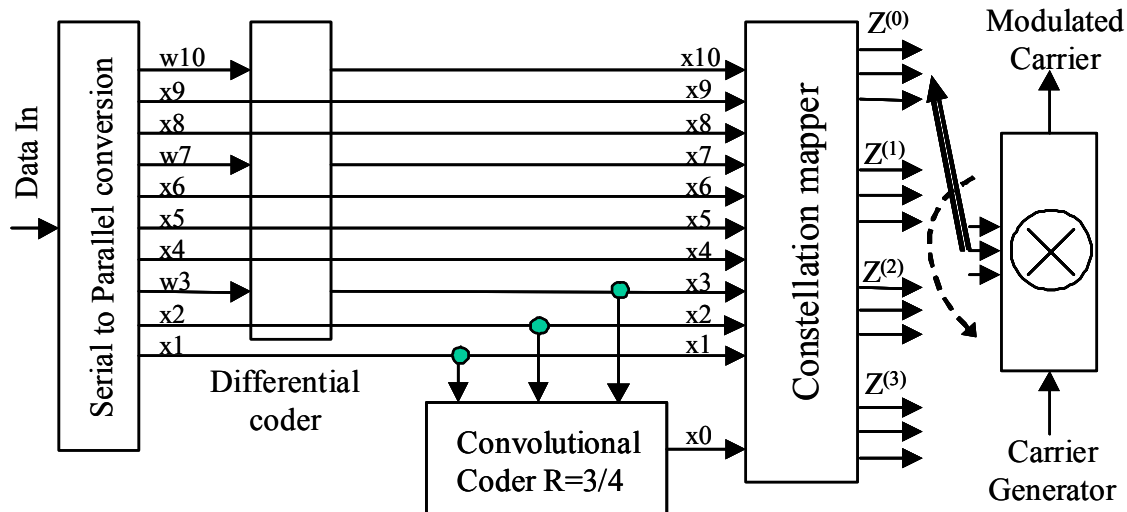 Data In
Serial to Parallel conversion
w10
x9
x8
w7
x6
x5
x4
w3
x2
x1
Differential
coder
Convolutional
Coder R=3/4
x10
x9
x8
x7
x6
x5
x4
x3
x2
x1
x0
Constellation mapper
Z(0)
Z(1)
Z(2)
Z(3)
Modulated
Carrier
Carrier
Generator